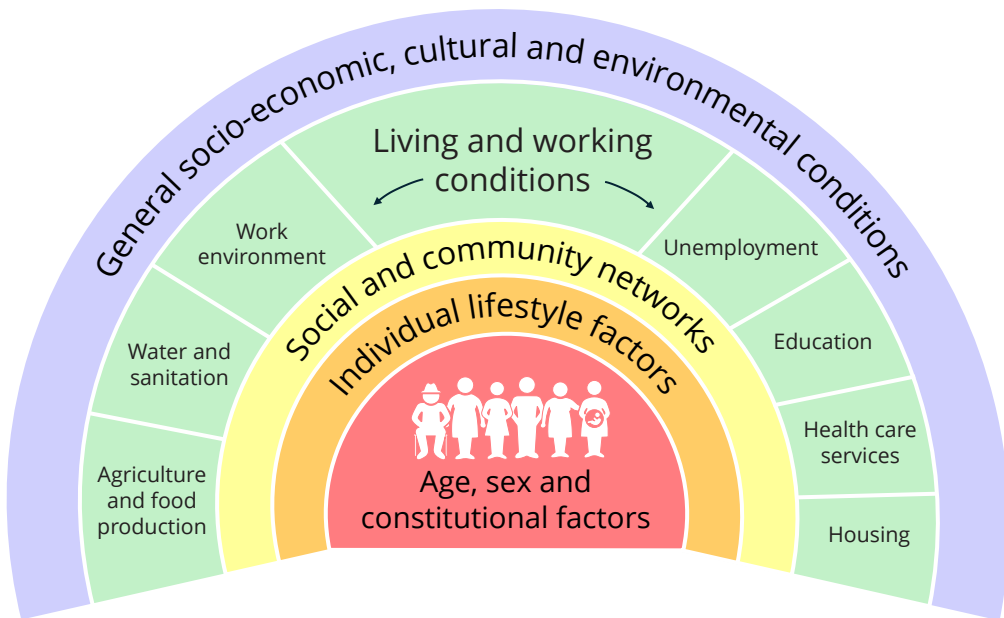 General socio-economic, cultural and environmental conditions
Living and working
conditions
Agriculture
and food
production
Water and
sanitation
Work
environment
Unemployment
Education
Health care
services
Housing
Social and community networks
Individual lifestyle factors
Age, sex and
constitutional factors